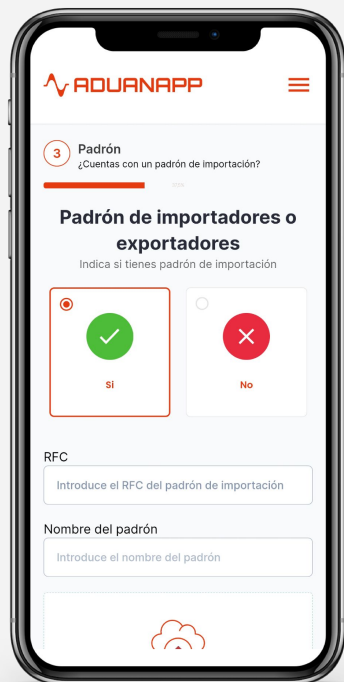 ADUANAPP
3
Padrón
¿Cuentas con un padrón de importación?
Padrón de importadores o
exportadores
Indica si tienes padrón de importación
Si
No
RFC
Introduce el RFC del padrón de importación
Nombre del padrón
Introduce el nombre del padrón